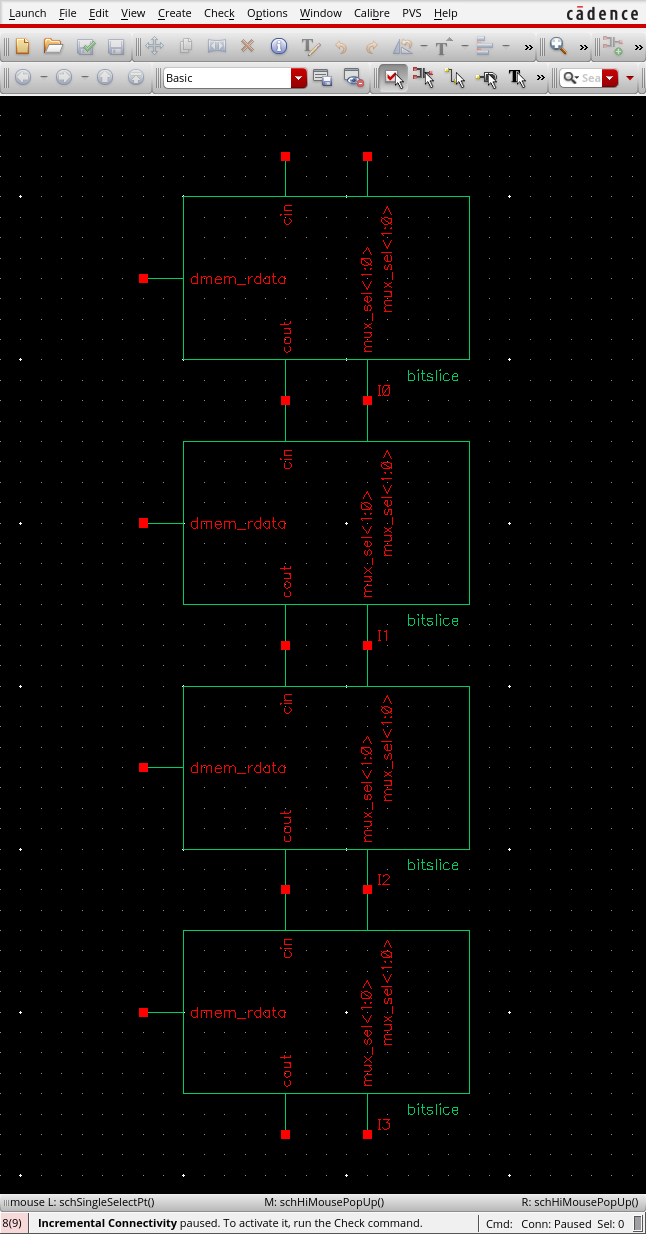 Launch File Edit View Create Check Options Window Calibre PVS Help cādence
Basic
Sea
cin
mux_sel<1:0>
mux_sel<1:0>
dmem_rdata
cout
bitslice
I0
cin
mux_sel<1:0>
mux_sel<1:0>
dmem_rdata
cout
bitslice
I1
cin
mux_sel<1:0>
mux_sel<1:0>
dmem_rdata
cout
bitslice
I2
cin
mux_sel<1:0>
mux_sel<1:0>
dmem_rdata
cout
bitslice
I3
mouse L: schSingleSelectPt() M: schHiMousePopUp() R: schHiMousePopUp()
8(9) Incremental Connectivity paused. To activate it, run the Check command. Cmd: Conn: Paused Sel: 0